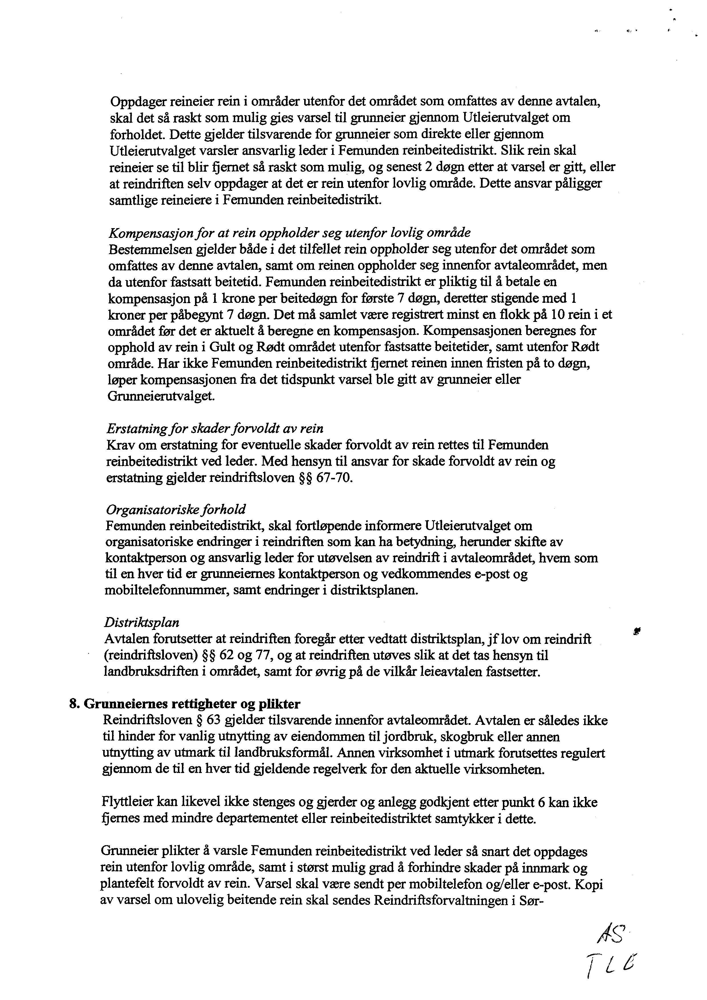 Oppdager reineier rein i områder utenfor det området som omfattes av denne avtalen,
skal det så raskt som mulig gies varsel til grunneier gjennom Utleierutvalget om
forholdet. Dette gjelder tilsvarende for grunneier som direkte eller gjennom
Utleierutvalget varsler ansvarlig leder i Femunden reinbeitedistrikt. Slik rein skal
reineier se til blir fjernet så raskt som mulig, og senest 2 døgn etter at varsel er gitt, eller
at reindriften selv oppdager at det er rein utenfor lovlig område. Dette ansvar påligger
samtlige reineiere i Femunden reinbeitedistrikt.
Kompensasjon for at rein oppholder seg utenfor lovlig område
Bestemmelsen gjelder både i det tilfellet rein oppholder seg utenfor det området som
omfattes av denne avtalen, samt om reinen oppholder seg innenfor avtaleområdet, men
da utenfor fastsatt beitetid. Femunden reinbeitedistrikt er pliktig til å betale en
kompensasjon på 1 krone per beitedøgn for første 7 døgn, deretter stigende med 1
kroner per påbegynt 7 døgn. Det må samlet være registrert minst en flokk på 10 rein i et
området før det er aktuelt å beregne en kompensasjon. Kompensasjonen beregnes for
opphold av rein i Gult og Rødt området utenfor fastsatte beitetider, samt utenfor Rødt
område. Har ikke Femunden reinbeitedistrikt fjernet reinen innen fristen på to døgn,
løper kompensasjonen fra det tidspunkt varsel ble gitt av grunneier eller
Grunneierutvalget.
Erstatning for skader forvoldt av rein
Krav om erstatning for eventuelle skader forvoldt av rein rettes til Femunden
reinbeitedistrikt ved leder. Med hensyn til ansvar for skade forvoldt av rein og
erstatning gjelder reindriftsloven §§ 67-70.
Organisatoriske forhold
Femunden reinbeitedistrikt, skal fortløpende informere Utleierutvalget om
organisatoriske endringer i reindriften som kan ha betydning, herunder skifte av
kontaktperson og ansvarlig leder for utøvelsen av reindrift i avtaleområdet, hvem som
til en hver tid er grunneiernes kontaktperson og vedkommendes e-post og
mobiltelefonnummer, samt endringer i distriktsplanen.
Distriktsplan
Avtalen forutsetter at reindriften foregår etter vedtatt distriktsplan, jf lov om reindrift
(reindriftsloven) §§ 62 og 77, og at reindriften utøves slik at det tas hensyn til
landbruksdriften i området, samt for øvrig på de vilkår leieavtalen fastsetter.
8. Grunneiernes rettigheter og plikter
Reindriftsloven § 63 gjelder tilsvarende innenfor avtaleområdet. Avtalen er således ikke
til hinder for vanlig utnytting av eiendommen til jordbruk, skogbruk eller annen
utnytting av utmark til landbruksformål. Annen virksomhet i utmark forutsettes regulert
gjennom de til en hver tid gjeldende regelverk for den aktuelle virksomheten.
Flyttleier kan likevel ikke stenges og gjerder og anlegg godkjent etter punkt 6 kan ikke
fjernes med mindre departementet eller reinbeitedistriktet samtykker i dette.
Grunneier plikter å varsle Femunden reinbeitedistrikt ved leder så snart det oppdages
rein utenfor lovlig område, samt i størst mulig grad å forhindre skader på innmark og
plantefelt forvoldt av rein. Varsel skal være sendt per mobiltelefon og/eller e-post. Kopi
av varsel om ulovelig beitende rein skal sendes Reindriftsforvaltningen i Sør-
AS
TLB